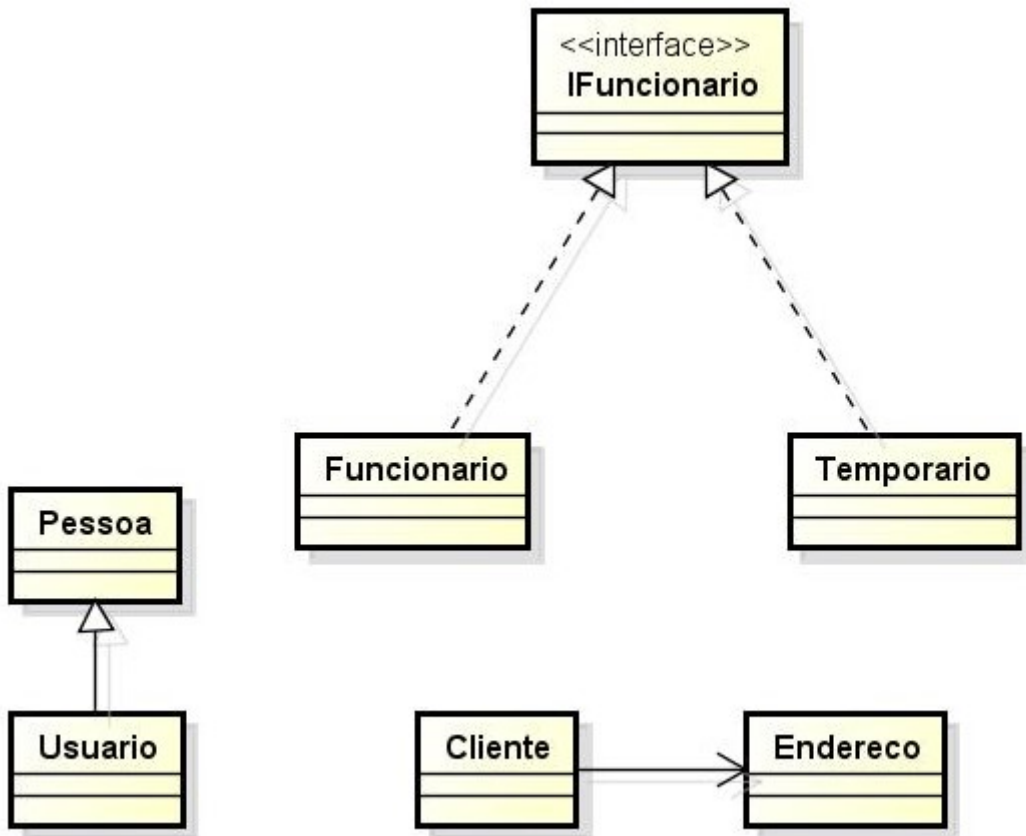 <<interface>>
IFuncionario
Funcionario
Temporario
Pessoa
Usuario
Cliente
Endereco